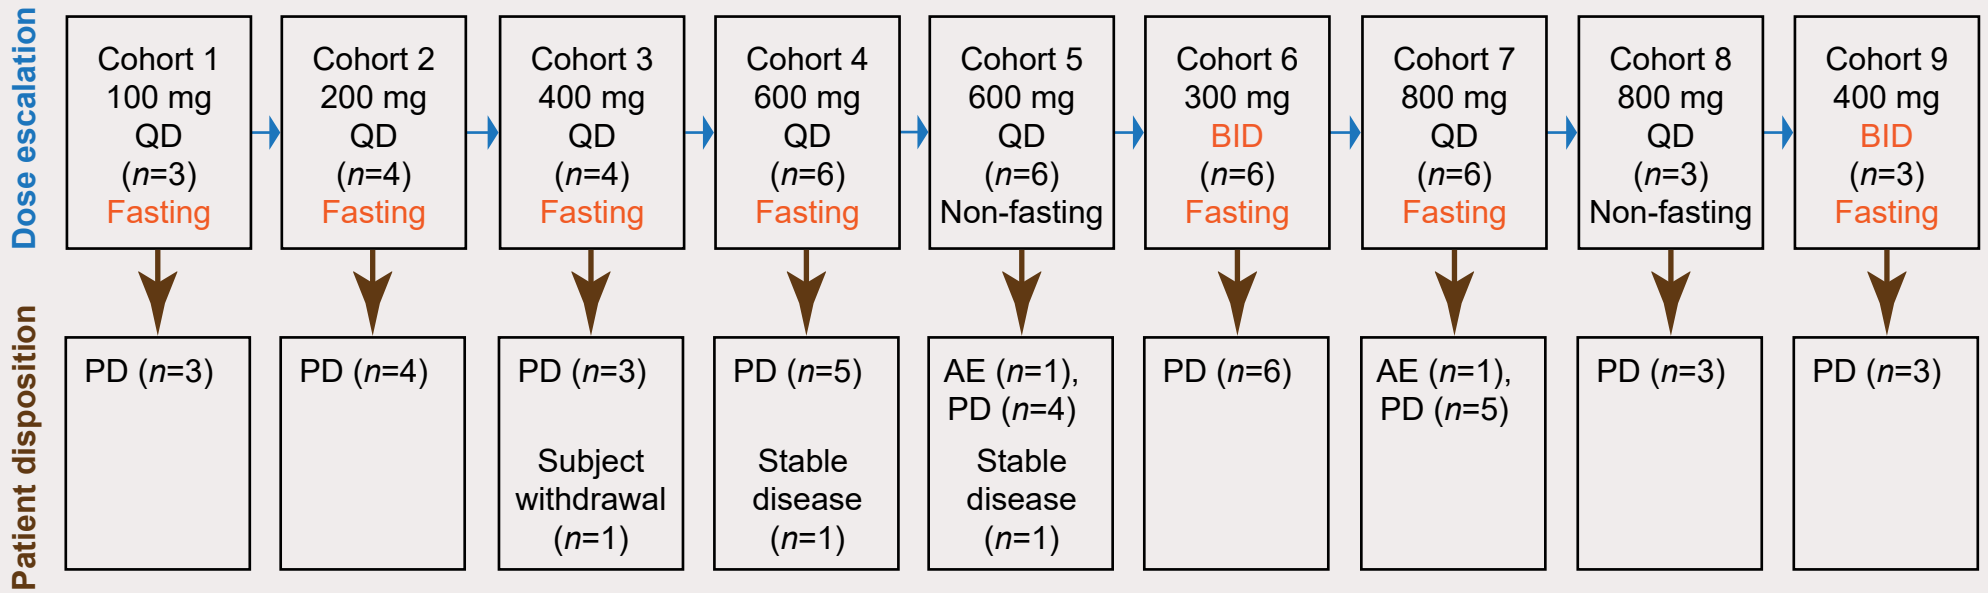 Dose escalation
Cohort 1
100 mg
QD
(n=3)
Fasting
Cohort 2
200 mg
QD
(n=4)
Fasting
Cohort 3
400 mg
QD
(n=4)
Fasting
Cohort 4
600 mg
QD
(n=6)
Fasting
Cohort 5
600 mg
QD
(n=6)
Non-fasting
Cohort 6
300 mg
BID
(n=6)
Fasting
Cohort 7
800 mg
QD
(n=6)
Fasting
Cohort 8
800 mg
QD
(n=3)
Non-fasting
Cohort 9
400 mg
BID
(n=3)
Fasting
Patient disposition
PD (n=3)
PD (n=4)
PD (n=3)
Subject
withdrawal
(n=1)
PD (n=5)
Stable
disease
(n=1)
AE (n=1),
PD (n=4)
Stable
disease
(n=1)
PD (n=6)
AE (n=1),
PD (n=5)
PD (n=3)
PD (n=3)